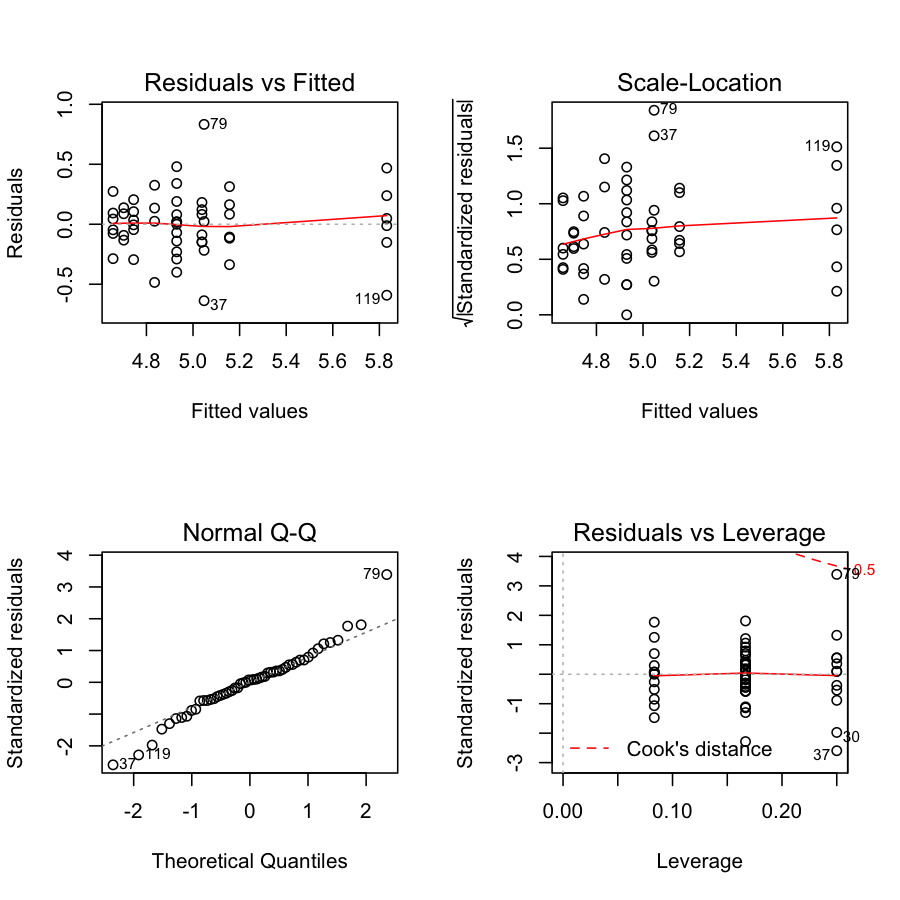 Residuals vs Fitted
Residuals
1.0
0.5
0.0
-0.5
79
37
119
4.8 5.0 5.2 5.4 5.6 5.8
Fitted values
Scale-Location
√|Standardized residuals|
1.5
1.0
0.5
0.0
79
37
119
4.8 5.0 5.2 5.4 5.6 5.8
Fitted values
Normal Q-Q
Standardized residuals
4
3
2
1
0
-2
79
119
37
-2 -1 0 1 2
Theoretical Quantiles
Residuals vs Leverage
Standardized residuals
4
3
2
1
-1
-3
0.5
79
30
37
Cook's distance
0.00 0.10 0.20
Leverage